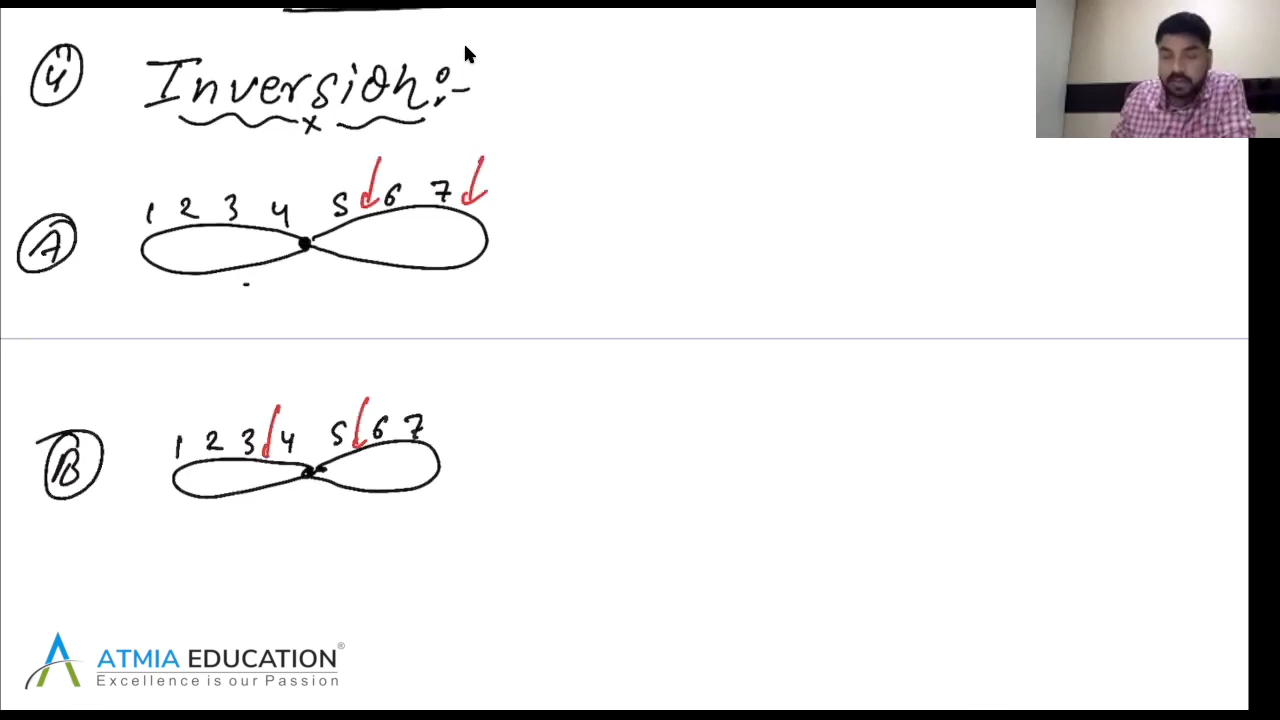 4
Inversion :-
1 2 3 4 5 6 7
A
1 2 3 4 5 6 7
B
ATMIA EDUCATION®
Excellence is our Passion